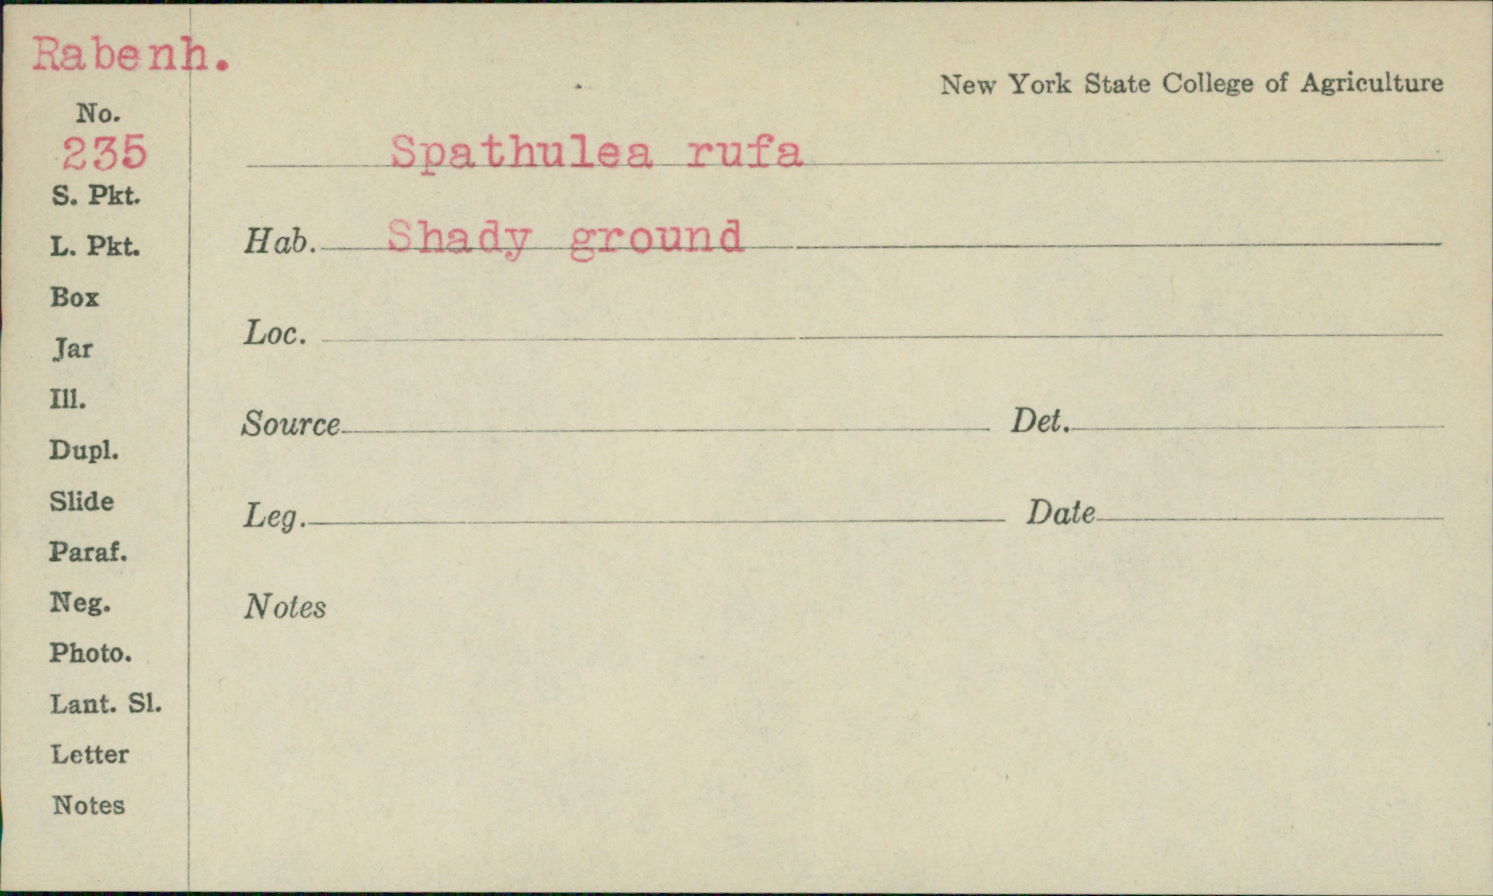 Rabenh.
New York State College of Agriculture
No.
235
Spathulea rufa
S. Pkt.
Hab. Shady ground
L. Pkt.
Box
Loc.
Jar
Ill.
Source Det.
Dupl.
Slide
Leg. Date
Paraf.
Neg.
Notes
Photo.
Lant. Sl.
Letter
Notes